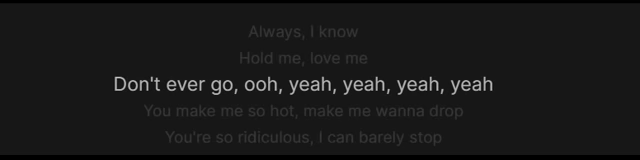 Always, I know
Hold me, love me
Don't ever go, ooh, yeah, yeah, yeah, yeah
You make me so hot, make me wanna drop
You're so ridiculous, I can barely stop